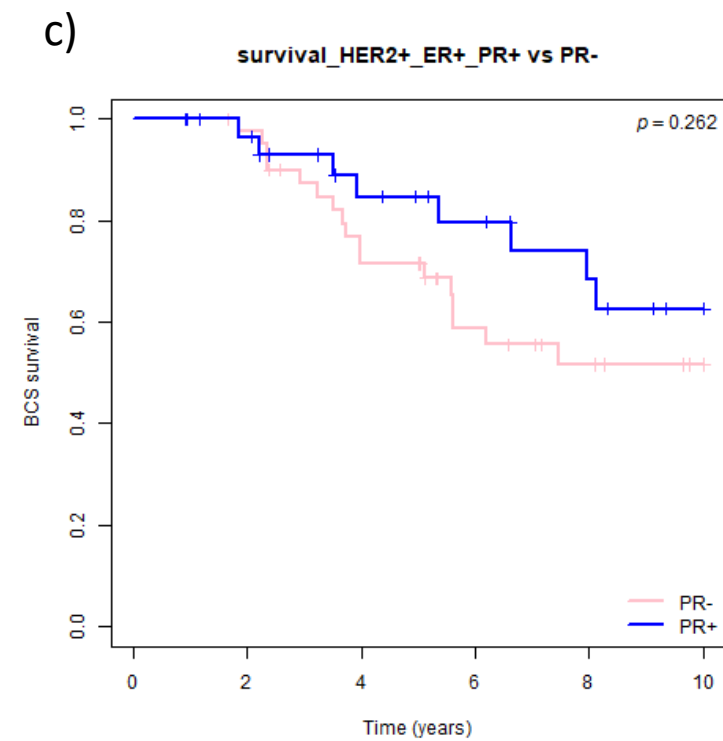 c)
survival_HER2+_ER+_PR+ vs PR-
p = 0.262
1.0
0.8
0.6
0.4
0.2
0.0
BCS survival
PR-
PR+
0 2 4 6 8 10
Time (years)